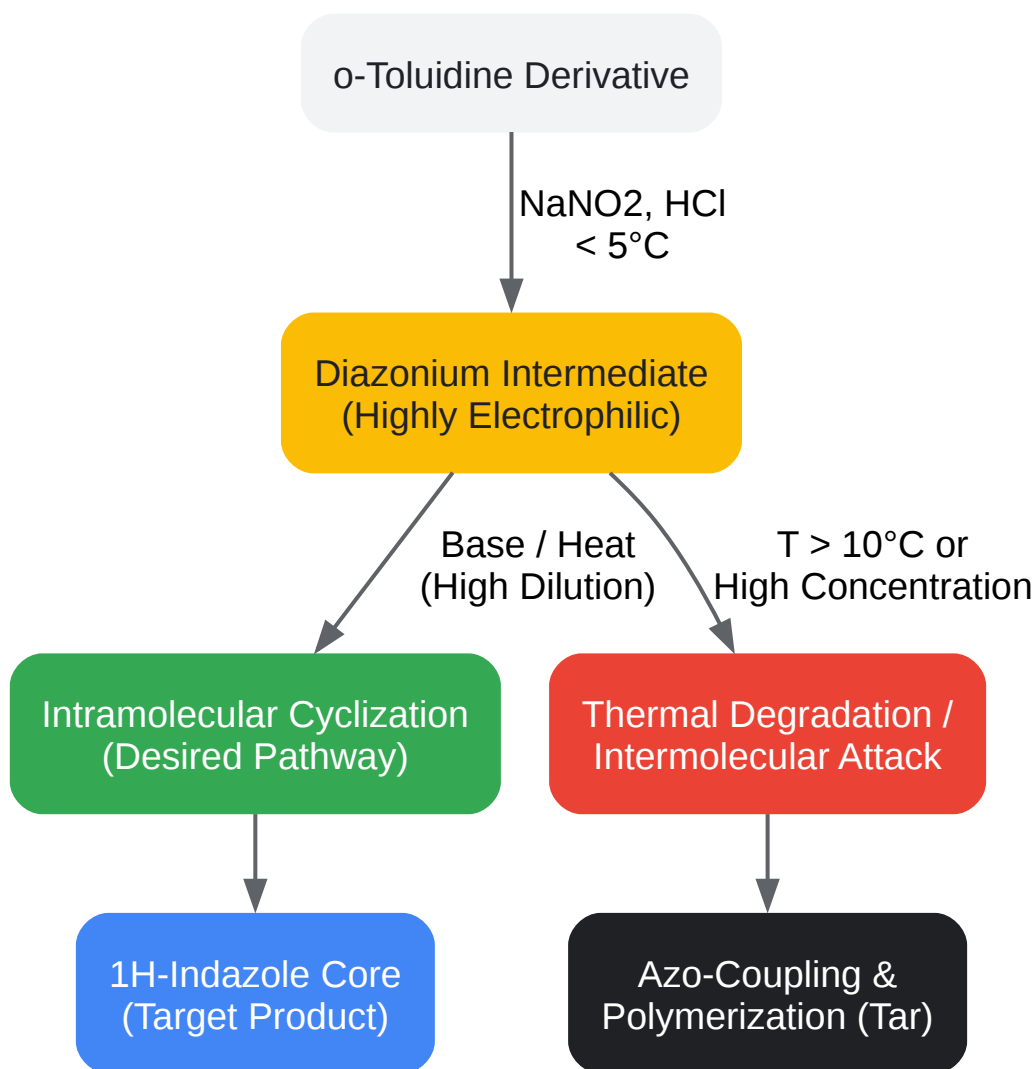 o-Toluidine Derivative
NaNO2, HCl
< 5°C
Diazonium Intermediate
(Highly Electrophilic)
Base / Heat
(High Dilution)
T > 10°C or
High Concentration
Intramolecular Cyclization
(Desired Pathway)
Thermal Degradation /
Intermolecular Attack
1H-Indazole Core
(Target Product)
Azo-Coupling &
Polymerization (Tar)